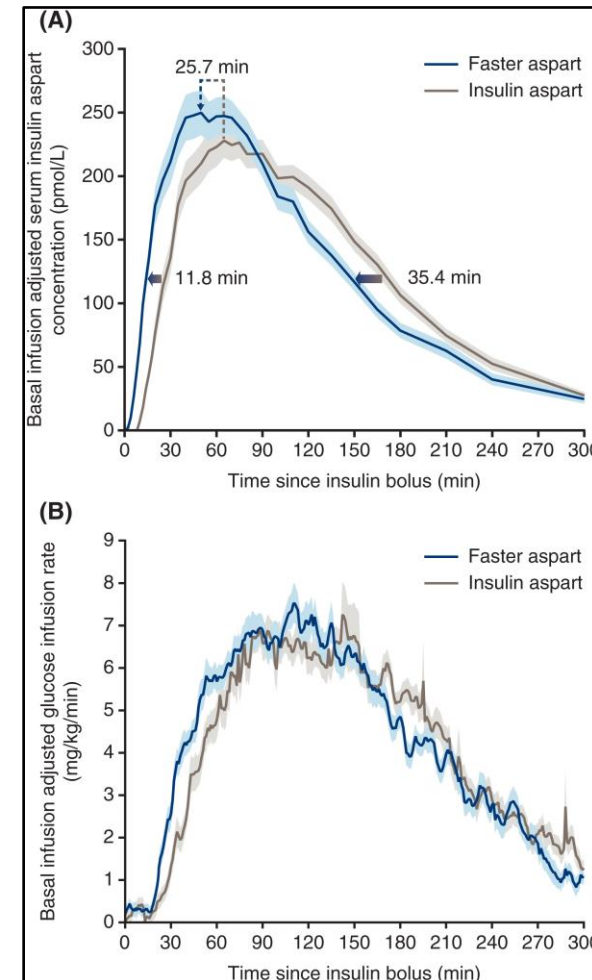 (A)
Basal infusion adjusted serum insulin aspart
concentration (pmol/L)
300
250
200
150
100
50
0
25.7 min
Faster aspart
Insulin aspart
11.8 min
35.4 min
0 30 60 90 120 150 180 210 240 270 300
Time since insulin bolus (min)
(B)
Basal infusion adjusted glucose infusion rate
(mg/kg/min)
9
8
7
6
5
4
3
2
1
0
Faster aspart
Insulin aspart
0 30 60 90 120 150 180 210 240 270 300
Time since insulin bolus (min)